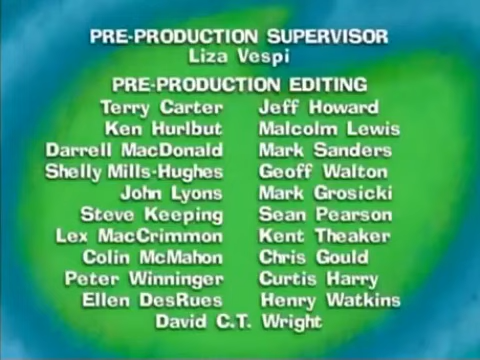 PRE-PRODUCTION SUPERVISOR
Liza Vespi
PRE-PRODUCTION EDITING
Terry Carter Jeff Howard
Ken Hurlbut Malcolm Lewis
Darrell MacDonald Mark Sanders
Shelly Mills-Hughes Geoff Walton
John Lyons Mark Grosicki
Steve Keeping Sean Pearson
Lex MacCrimmon Kent Theaker
Colin McMahon Chris Gould
Peter Winninger Curtis Harry
Ellen DesRues Henry Watkins
David C.T. Wright